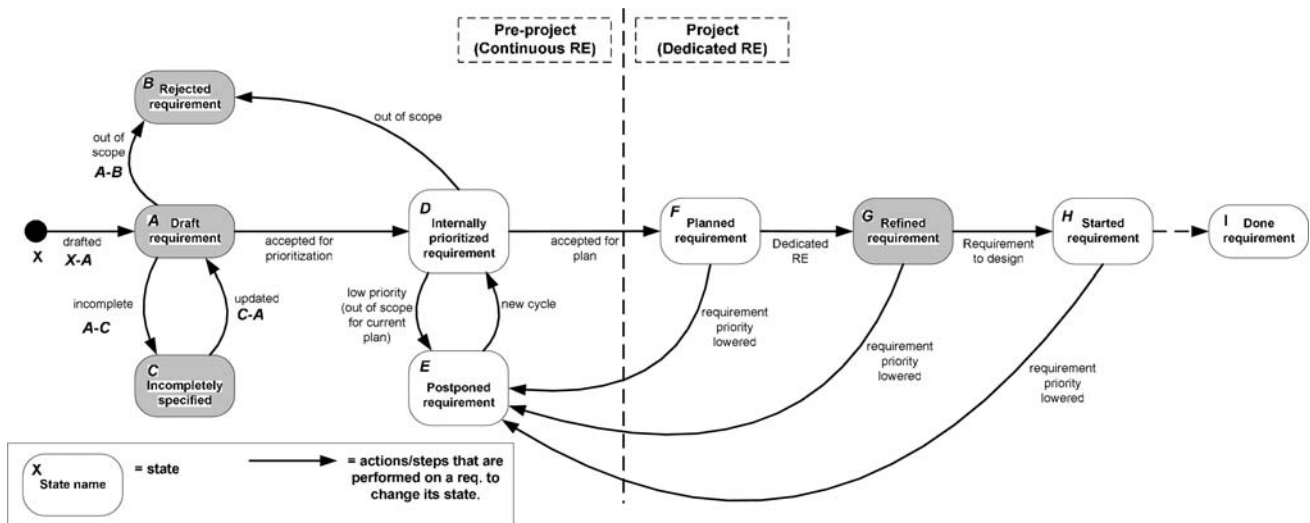 Pre-project
(Continuous RE)
Project
(Dedicated RE)
B
Rejected
requirement
out of scope
out of
scope
A-B
X
drafted
X-A
A
Draft
requirement
accepted for
prioritization
D
Internally
prioritized
requirement
accepted for
plan
F
Planned
requirement
Dedicated
RE
G
Refined
requirement
Requirement
to design
H
Started
requirement
I
Done
requirement
incomplete
A-C
updated
C-A
low priority
(out of scope
for current
plan)
new cycle
requirement
priority
lowered
requirement
priority
lowered
requirement
priority
lowered
C
Incompletely
specified
E
Postponed
requirement
X
State name
= state
= actions/steps that are
performed on a req. to
change its state.